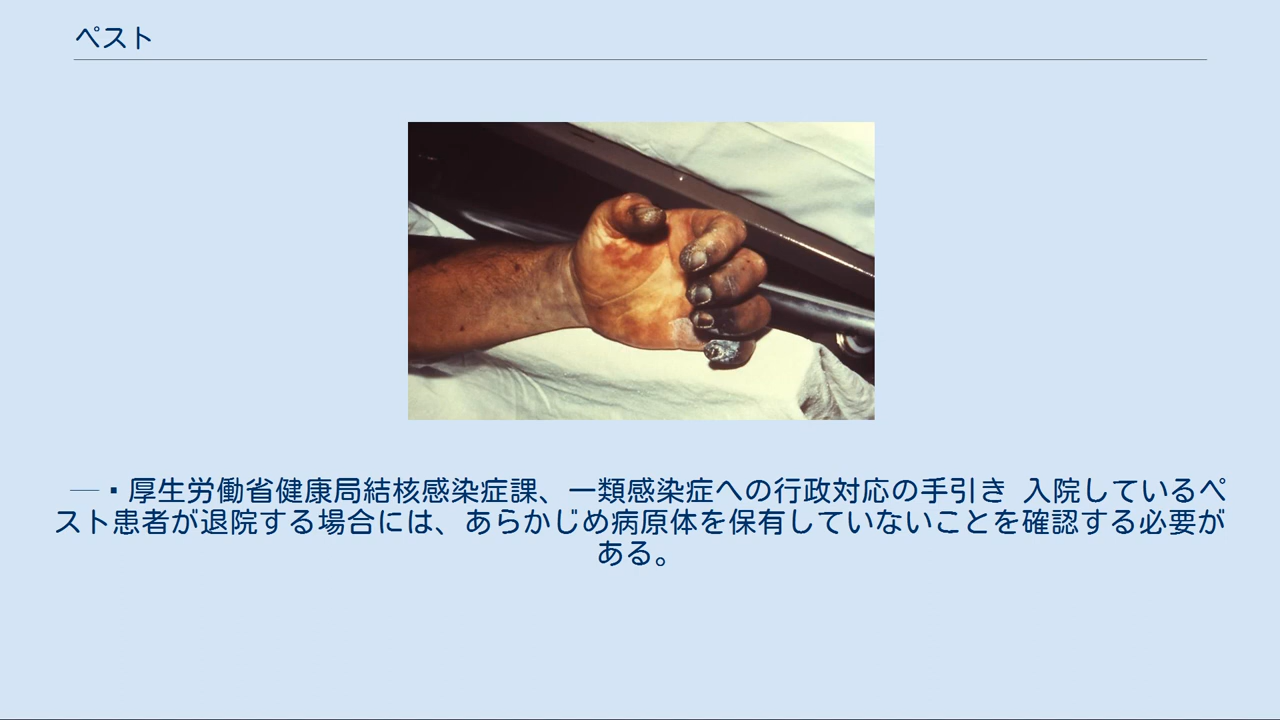 ペスト
― ▪ 厚生労働省健康局結核感染症課、一類感染症への行政対応の手引き 入院しているペ
スト患者が退院する場合には、あらかじめ病原体を保有していないことを確認する必要が
ある。